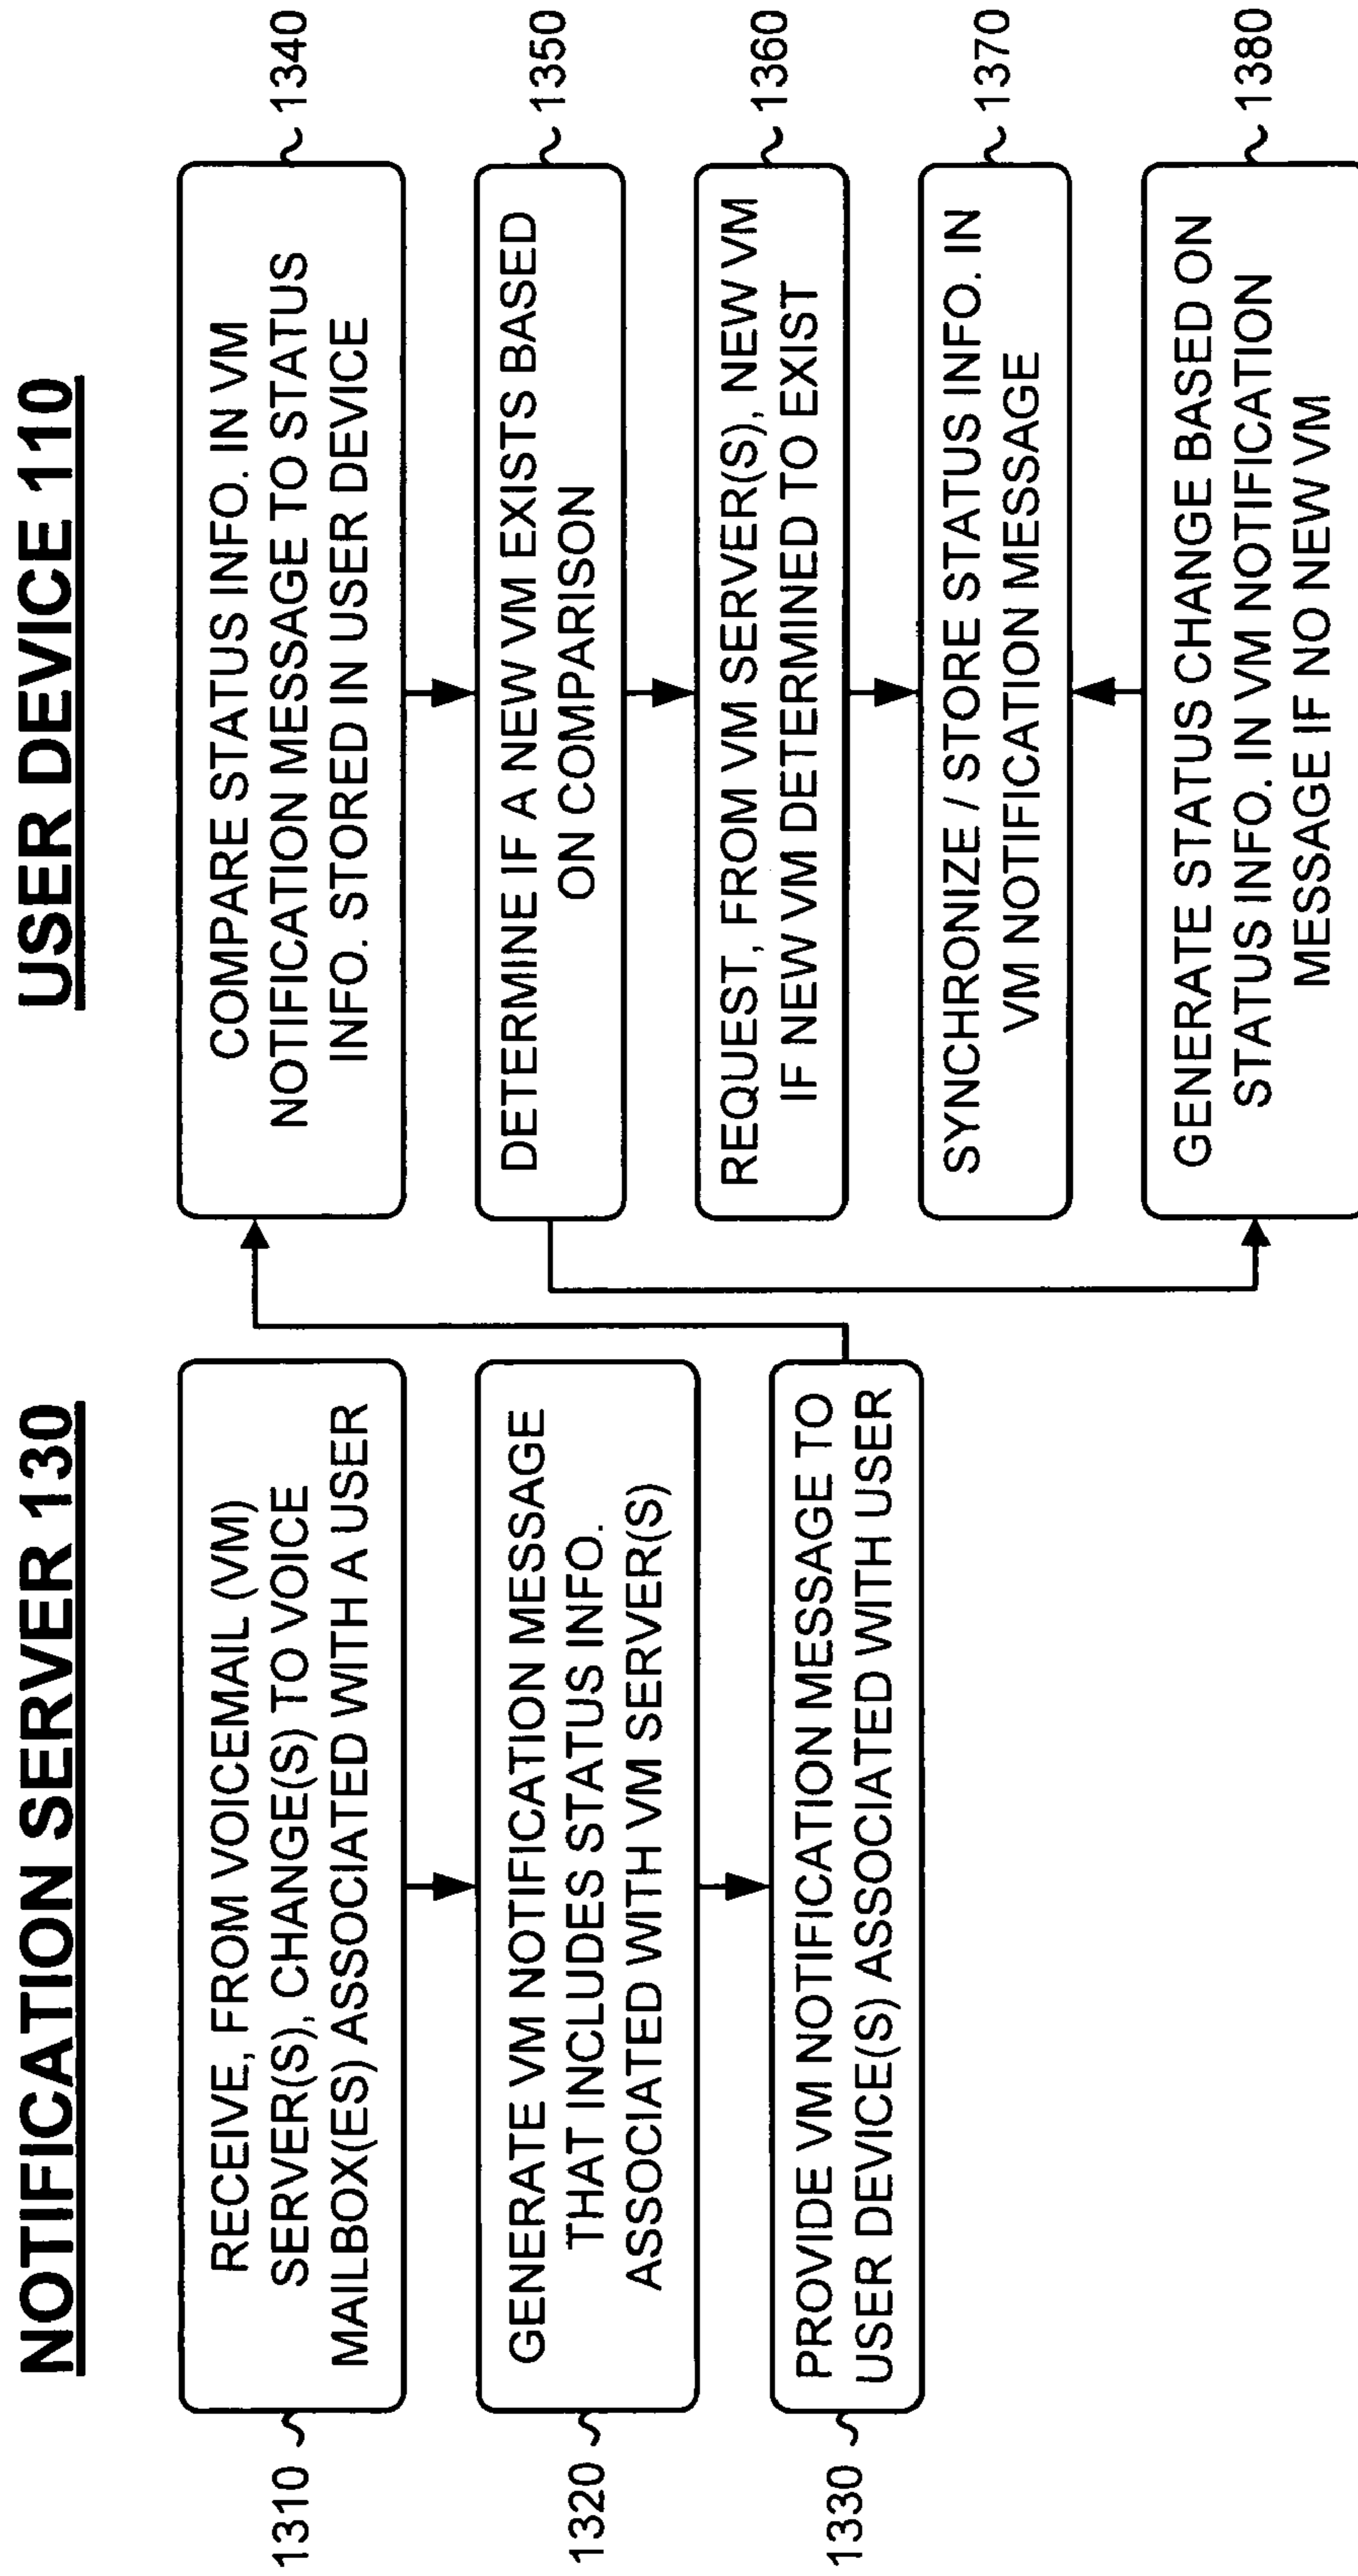 NOTIFICATION SERVER 130
1310
RECEIVE, FROM VOICEMAIL (VM)
SERVER(S), CHANGE(S) TO VOICE
MAILBOX(ES) ASSOCIATED WITH A USER
1320
GENERATE VM NOTIFICATION MESSAGE
THAT INCLUDES STATUS INFO.
ASSOCIATED WITH VM SERVER(S)
1330
PROVIDE VM NOTIFICATION MESSAGE TO
USER DEVICE(S) ASSOCIATED WITH USER
USER DEVICE 110
COMPARE STATUS INFO. IN VM
NOTIFICATION MESSAGE TO STATUS
INFO. STORED IN USER DEVICE
1340
DETERMINE IF A NEW VM EXISTS BASED
ON COMPARISON
1350
REQUEST, FROM VM SERVER(S), NEW VM
IF NEW VM DETERMINED TO EXIST
1360
SYNCHRONIZE / STORE STATUS INFO. IN
VM NOTIFICATION MESSAGE
1370
GENERATE STATUS CHANGE BASED ON
STATUS INFO. IN VM NOTIFICATION
MESSAGE IF NO NEW VM
1380